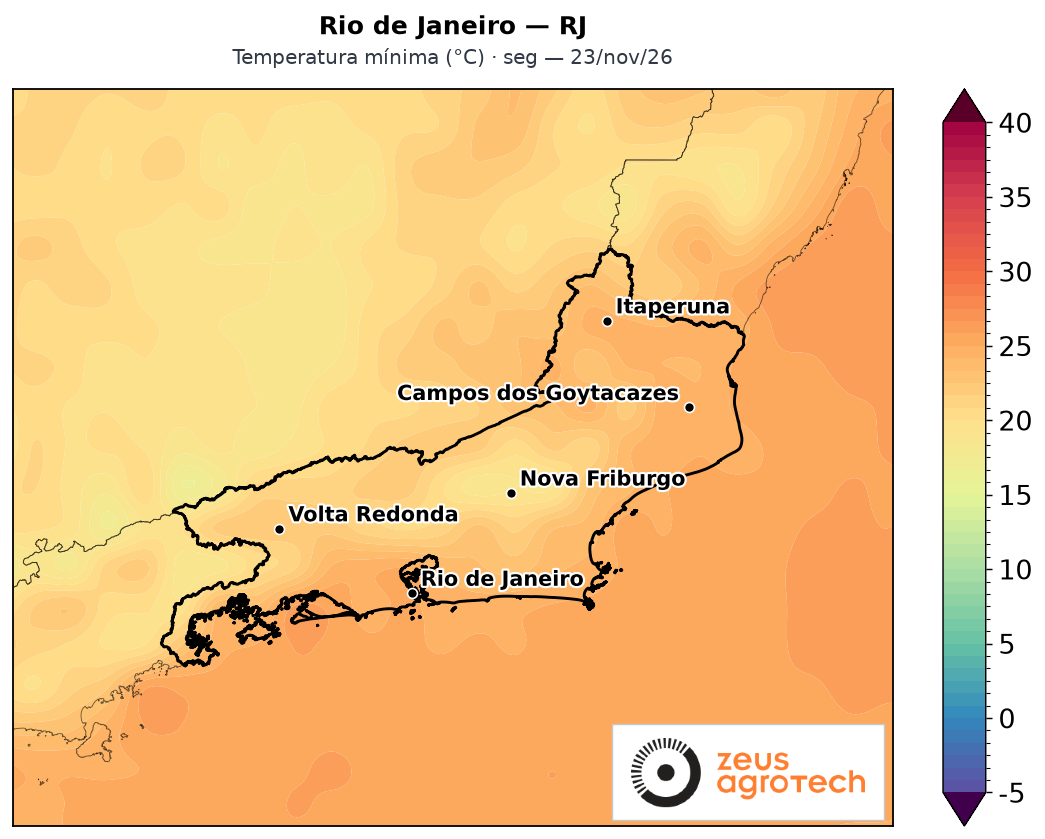 Rio de Janeiro — RJ
Temperatura mínima (°C) · seg — 23/nov/26
Itaperuna
Campos dos Goytacazes
Nova Friburgo
Volta Redonda
Rio de Janeiro
40
35
30
25
20
15
10
5
0
-5
zeus
agrotech